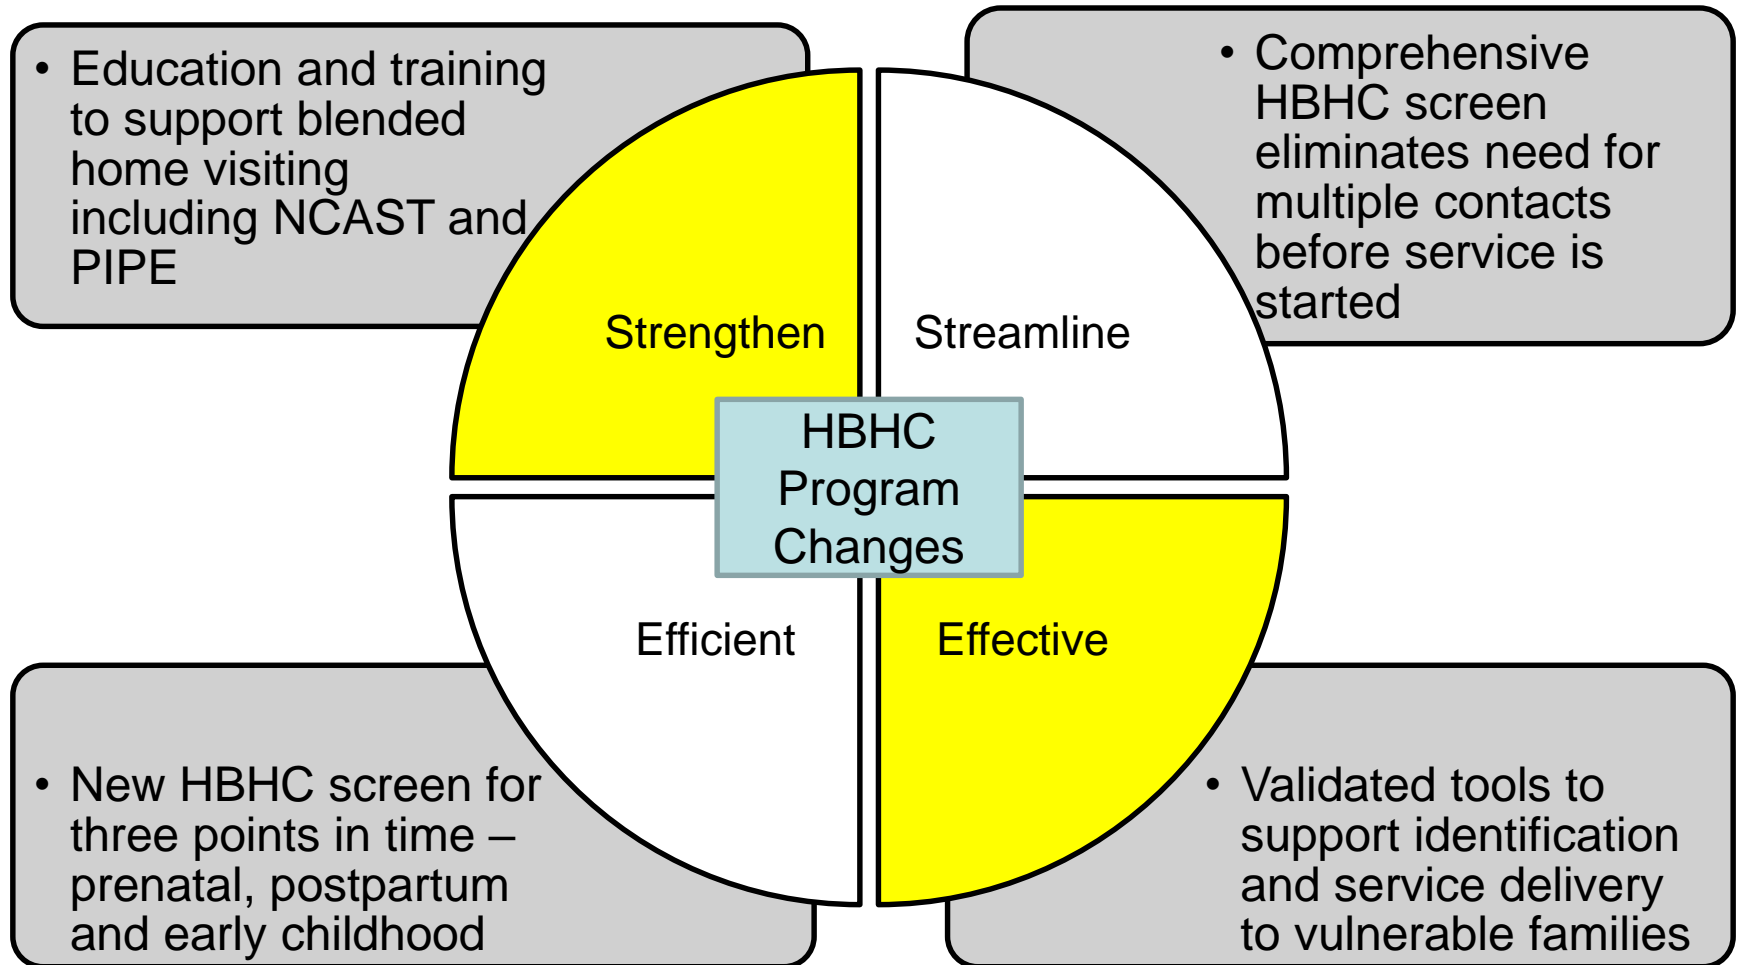 • Education and training
to support blended
home visiting
including NCAST and
PIPE
• Comprehensive
HBHC screen
eliminates need for
multiple contacts
before service is
started
Strengthen
Streamline
HBHC
Program
Changes
Efficient
Effective
• New HBHC screen for
three points in time –
prenatal, postpartum
and early childhood
• Validated tools to
support identification
and service delivery
to vulnerable families